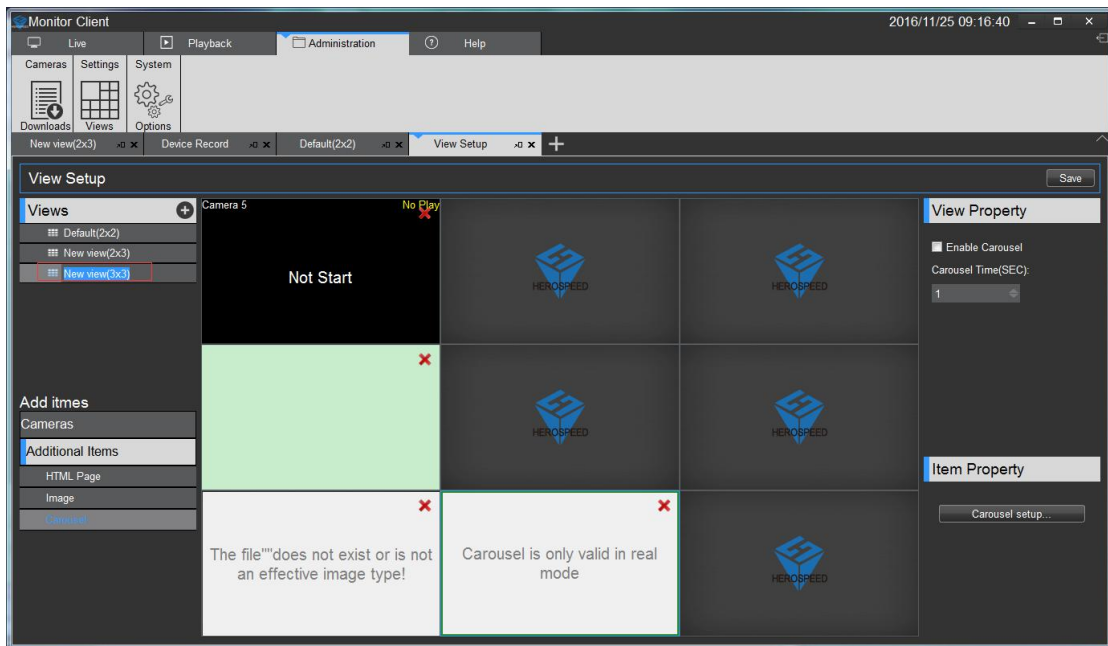 Monitor Client
2016/11/25 09:16:40
Live
Playback
Administration
Help
Cameras
Settings
System
Downloads
Views
Options
New view(2x3)
Device Record
Default(2x2)
View Setup
View Setup
Save
Views
Default(2x2)
New view(2x3)
New view(3x3)
Add itmes
Cameras
Additional Items
HTML Page
Image
Carousel
Camera 5
No Play
Not Start
HEROSPEED
HEROSPEED
HEROSPEED
HEROSPEED
The file""does not exist or is not
an effective image type!
Carousel is only valid in real
mode
HEROSPEED
View Property
Enable Carousel
Carousel Time(SEC):
1
Item Property
Carousel setup...